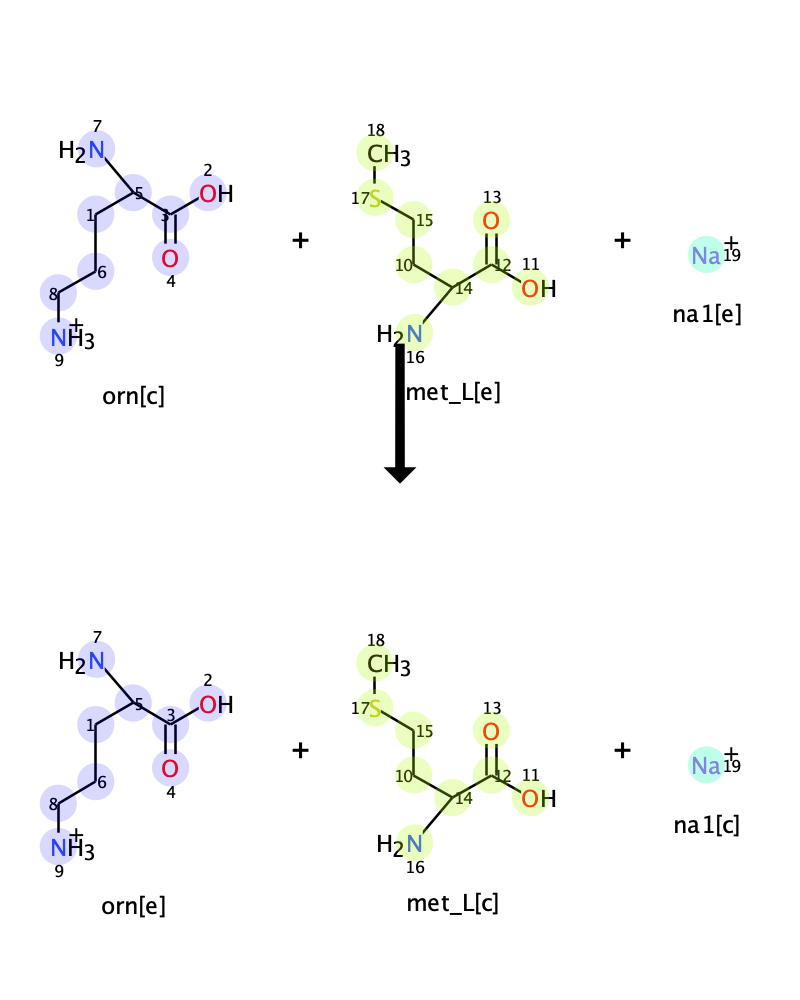 7
H2N
5
2
OH
1
3
O
4
6
8
+
NH3
9
orn[c]
+
18
CH3
17
S
15
13
O
10
12
11
OH
14
H2N
16
met_L[e]
+
Na
+
19
na1[e]
7
H2N
5
2
OH
1
3
O
4
6
8
+
NH3
9
orn[e]
+
18
CH3
17
S
15
13
O
10
12
11
OH
14
H2N
16
met_L[c]
+
Na
+
19
na1[c]